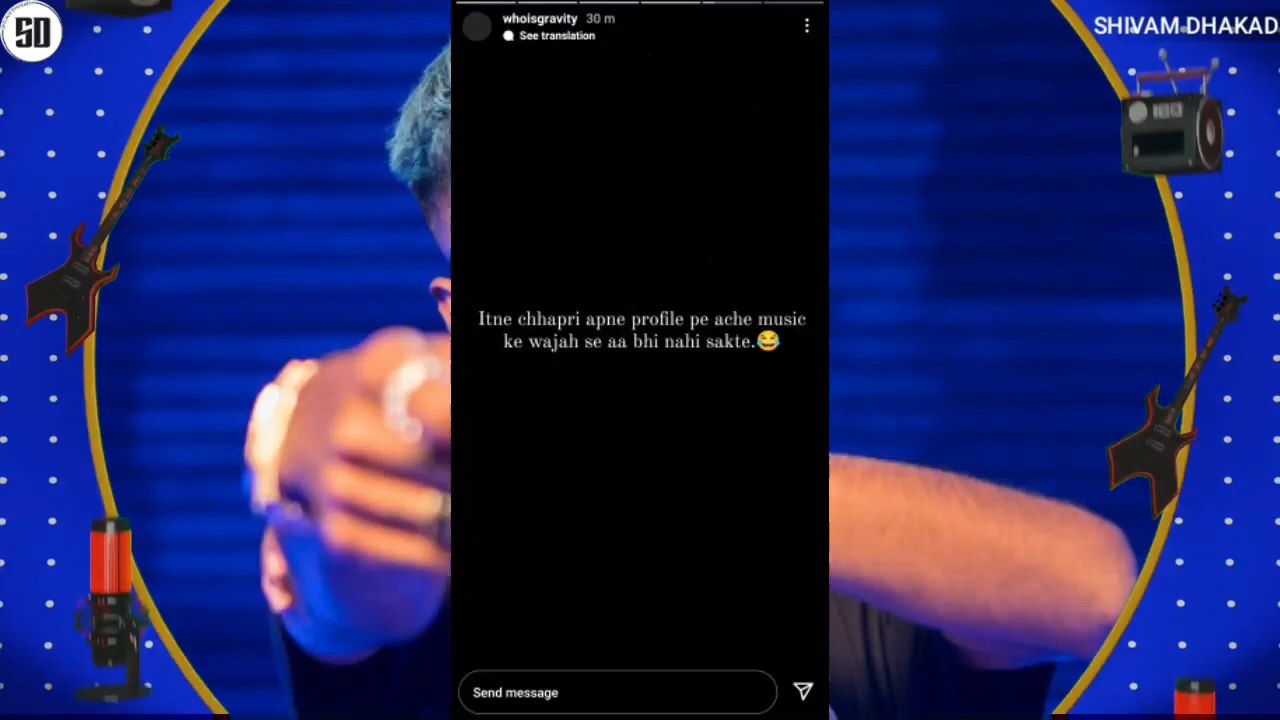 SD
SHIVAM DHAKAD
whoisgravity 30 m
See translation
Itne chhapri apne profile pe ache music
ke wajah se aa bhi nahi sakte.😂
Send message